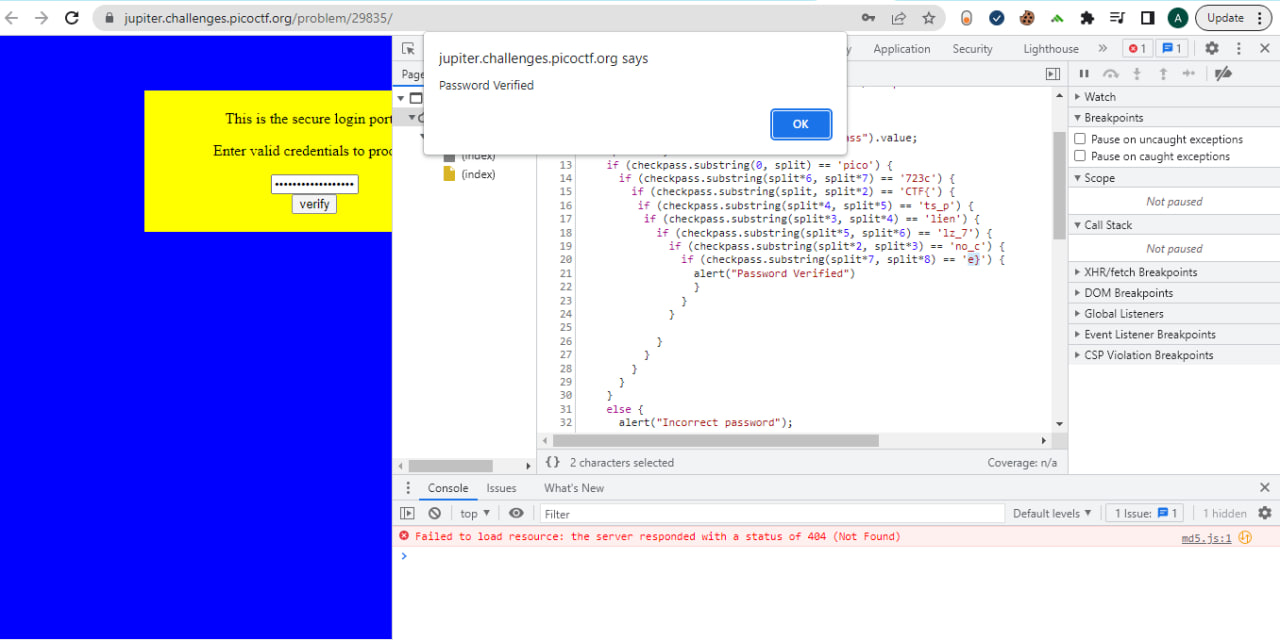 jupiter.challenges.picoctf.org/problem/29835/
A
Update
jupiter.challenges.picoctf.org says
Password Verified
OK
Application Security Lighthouse » 1 1
Page
This is the secure login port
Enter valid credentials to proc
•••••••••••••••••
verify
(index)
(index)
ss").value;
13 if (checkpass.substring(0, split) == 'pico') {
14 if (checkpass.substring(split*6, split*7) == '723c') {
15 if (checkpass.substring(split, split*2) == 'CTF{') {
16 if (checkpass.substring(split*4, split*5) == 'ts_p') {
17 if (checkpass.substring(split*3, split*4) == 'lien') {
18 if (checkpass.substring(split*5, split*6) == 'lz_7') {
19 if (checkpass.substring(split*2, split*3) == 'no_c') {
20 if (checkpass.substring(split*7, split*8) == 'e}') {
21 alert("Password Verified")
22 }
23 }
24 }
25
26 }
27 }
28 }
29 }
30 }
31 else {
32 alert("Incorrect password");
{} 2 characters selected Coverage: n/a
Watch
Breakpoints
Pause on uncaught exceptions
Pause on caught exceptions
Scope
Not paused
Call Stack
Not paused
XHR/fetch Breakpoints
DOM Breakpoints
Global Listeners
Event Listener Breakpoints
CSP Violation Breakpoints
Console Issues What's New
top ▼ Filter Default levels ▼ 1 Issue: 1 1 hidden
Failed to load resource: the server responded with a status of 404 (Not Found) md5.js:1
>